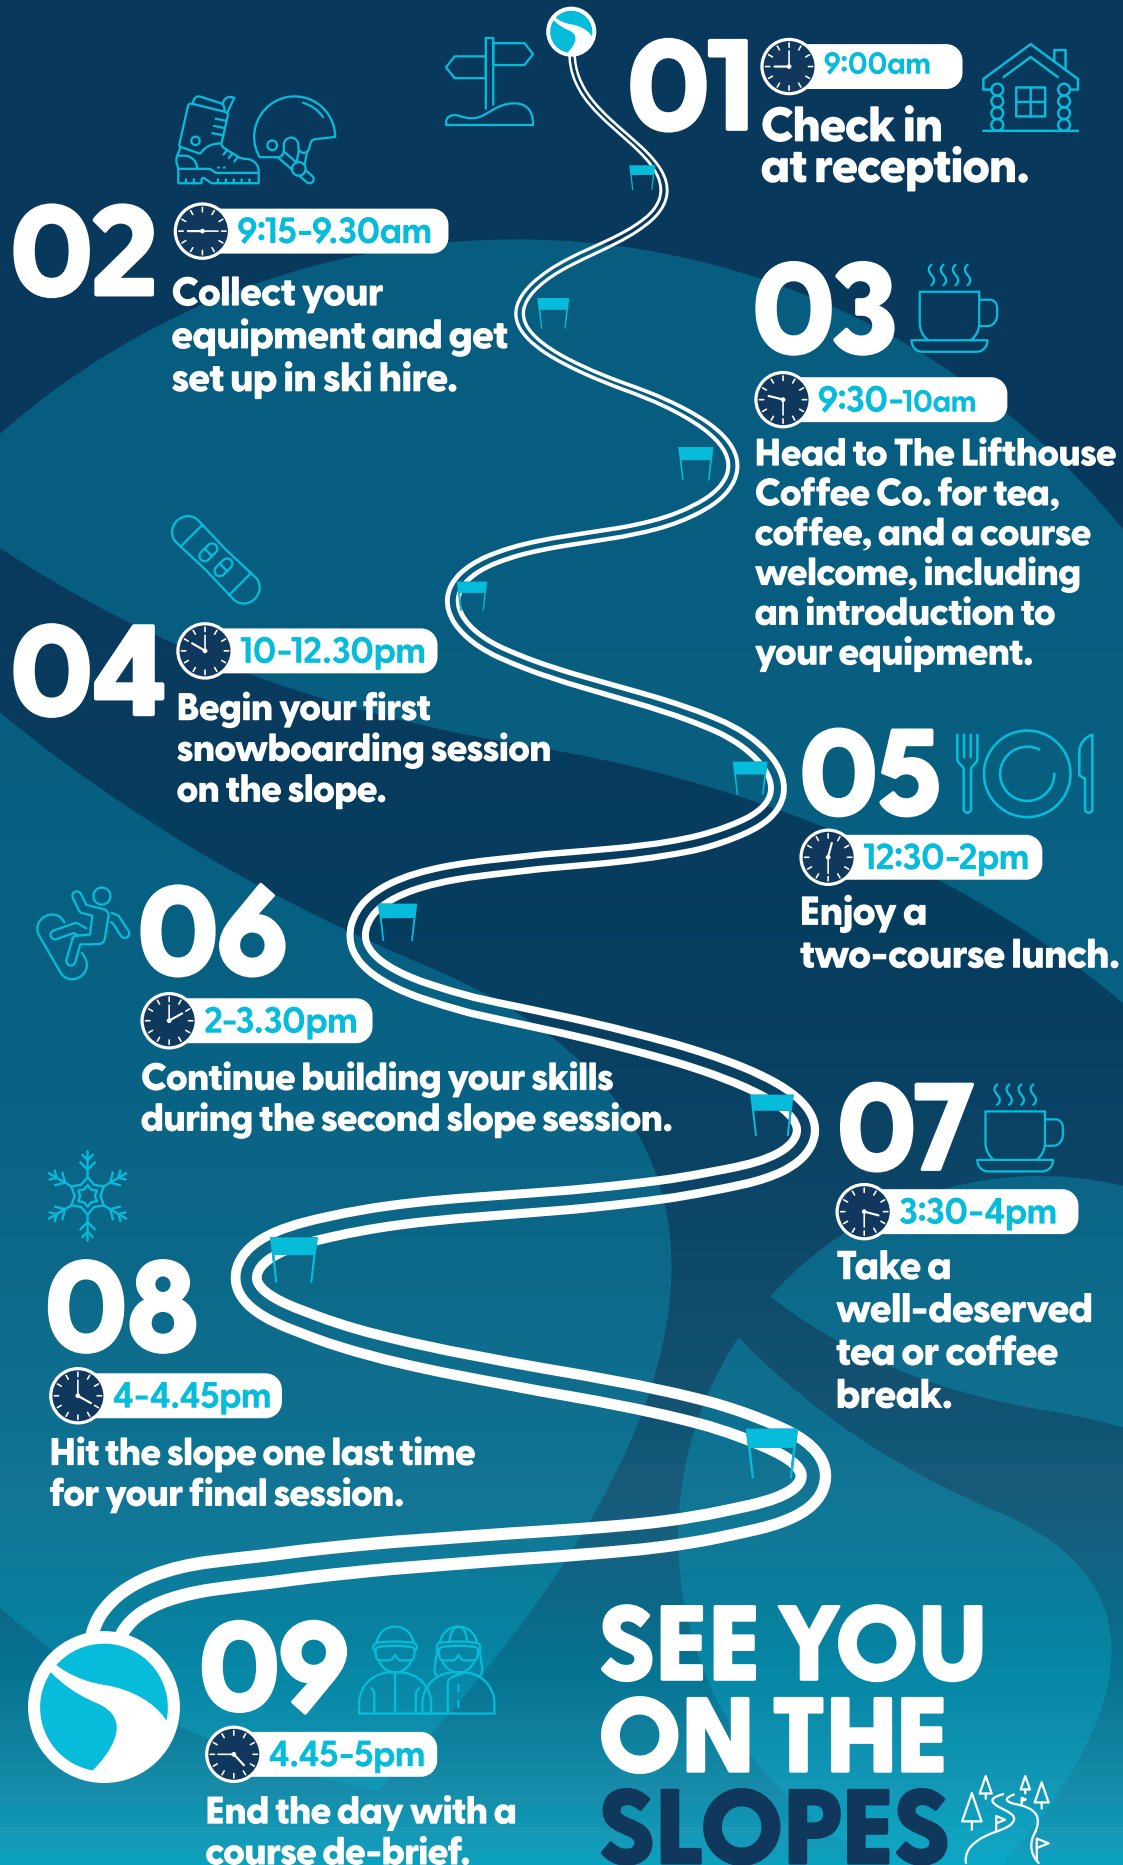 01
9:00am
Check in
at reception.
02
9:15-9.30am
Collect your
equipment and get
set up in ski hire.
03
9:30-10am
Head to The Lifthouse
Coffee Co. for tea,
coffee, and a course
welcome, including
an introduction to
your equipment.
04
10-12.30pm
Begin your first
snowboarding session
on the slope.
05
12:30-2pm
Enjoy a
two-course lunch.
06
2-3.30pm
Continue building your skills
during the second slope session.
07
3:30-4pm
Take a
well-deserved
tea or coffee
break.
08
4-4.45pm
Hit the slope one last time
for your final session.
09
4.45-5pm
End the day with a
course de-brief.
SEE YOU
ON THE
SLOPES